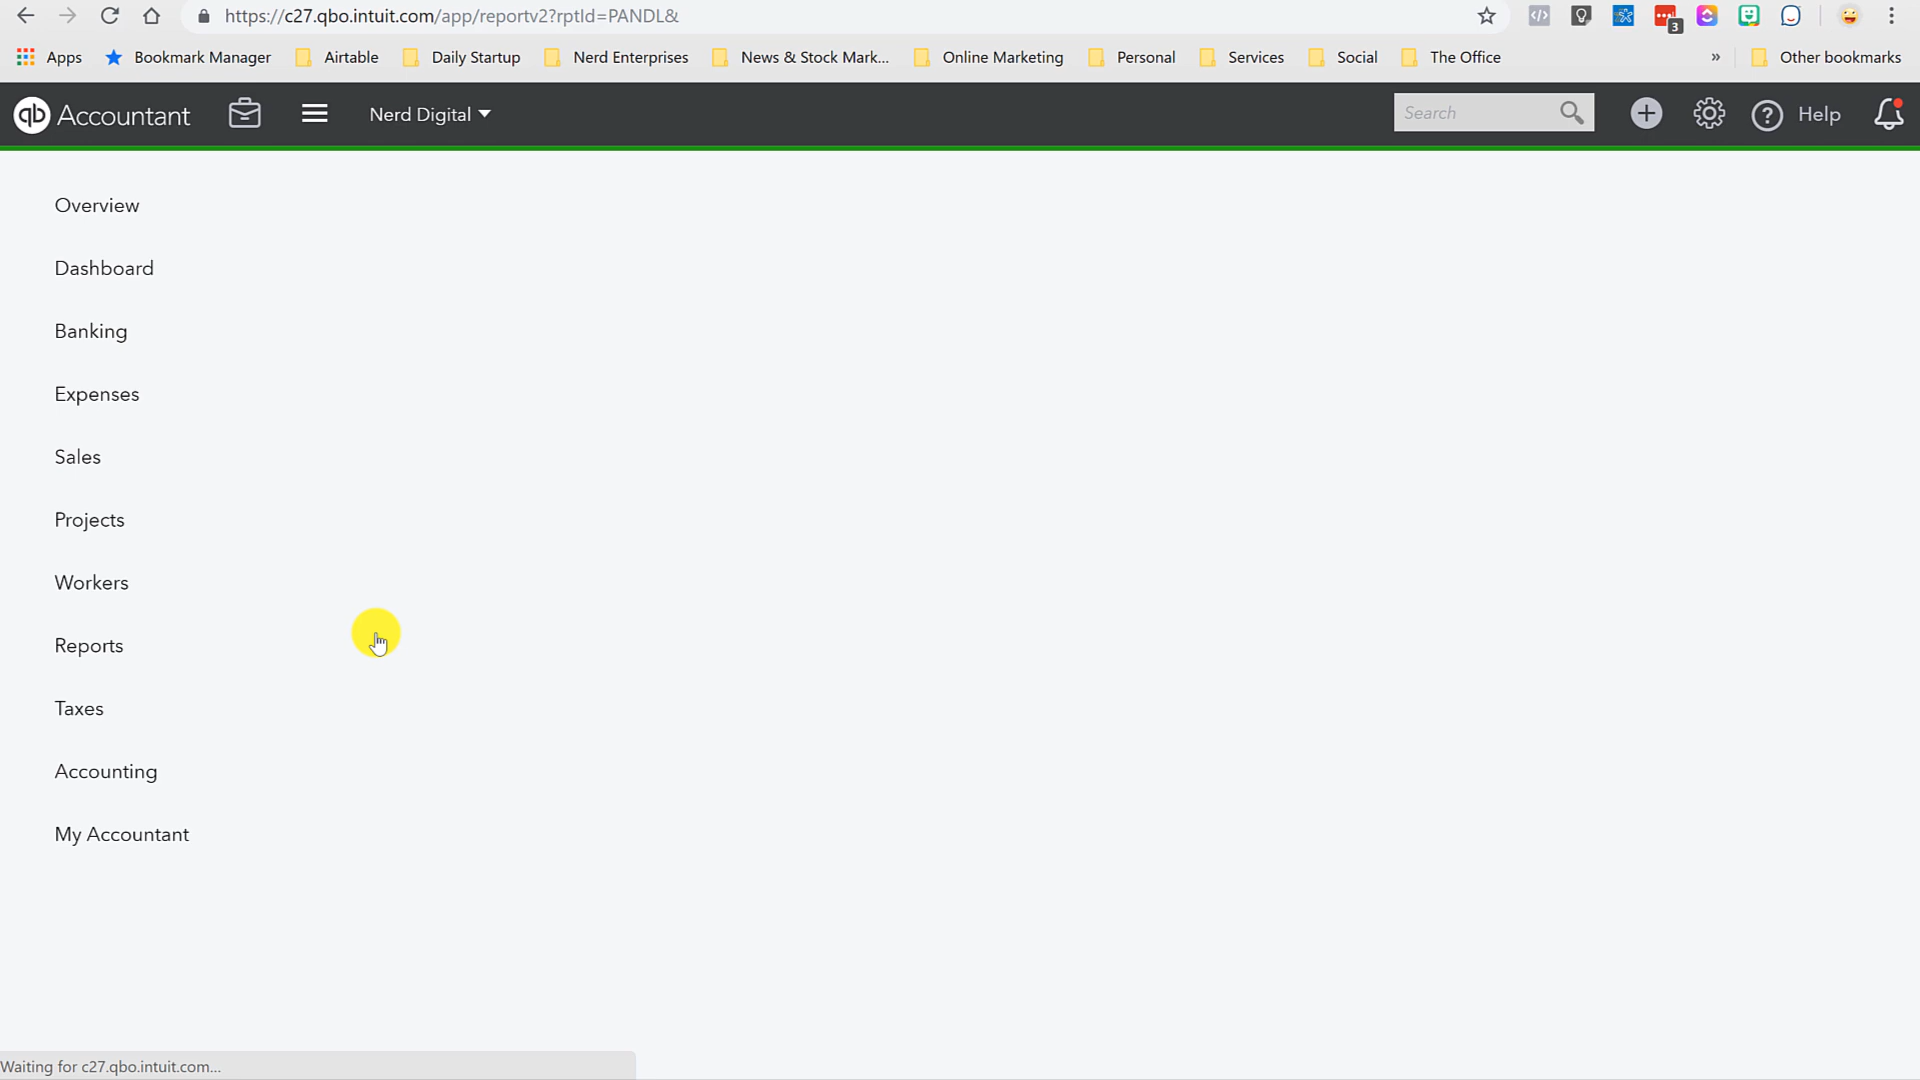 https://c27.qbo.intuit.com/app/reportv2?rptId=PANDL&
3
Apps Bookmark Manager Airtable Daily Startup Nerd Enterprises News & Stock Mark... Online Marketing Personal Services Social The Office » Other bookmarks
qb Accountant Nerd Digital Search Help
Overview
Dashboard
Banking
Expenses
Sales
Projects
Workers
Reports
Taxes
Accounting
My Accountant
Waiting for c27.qbo.intuit.com...